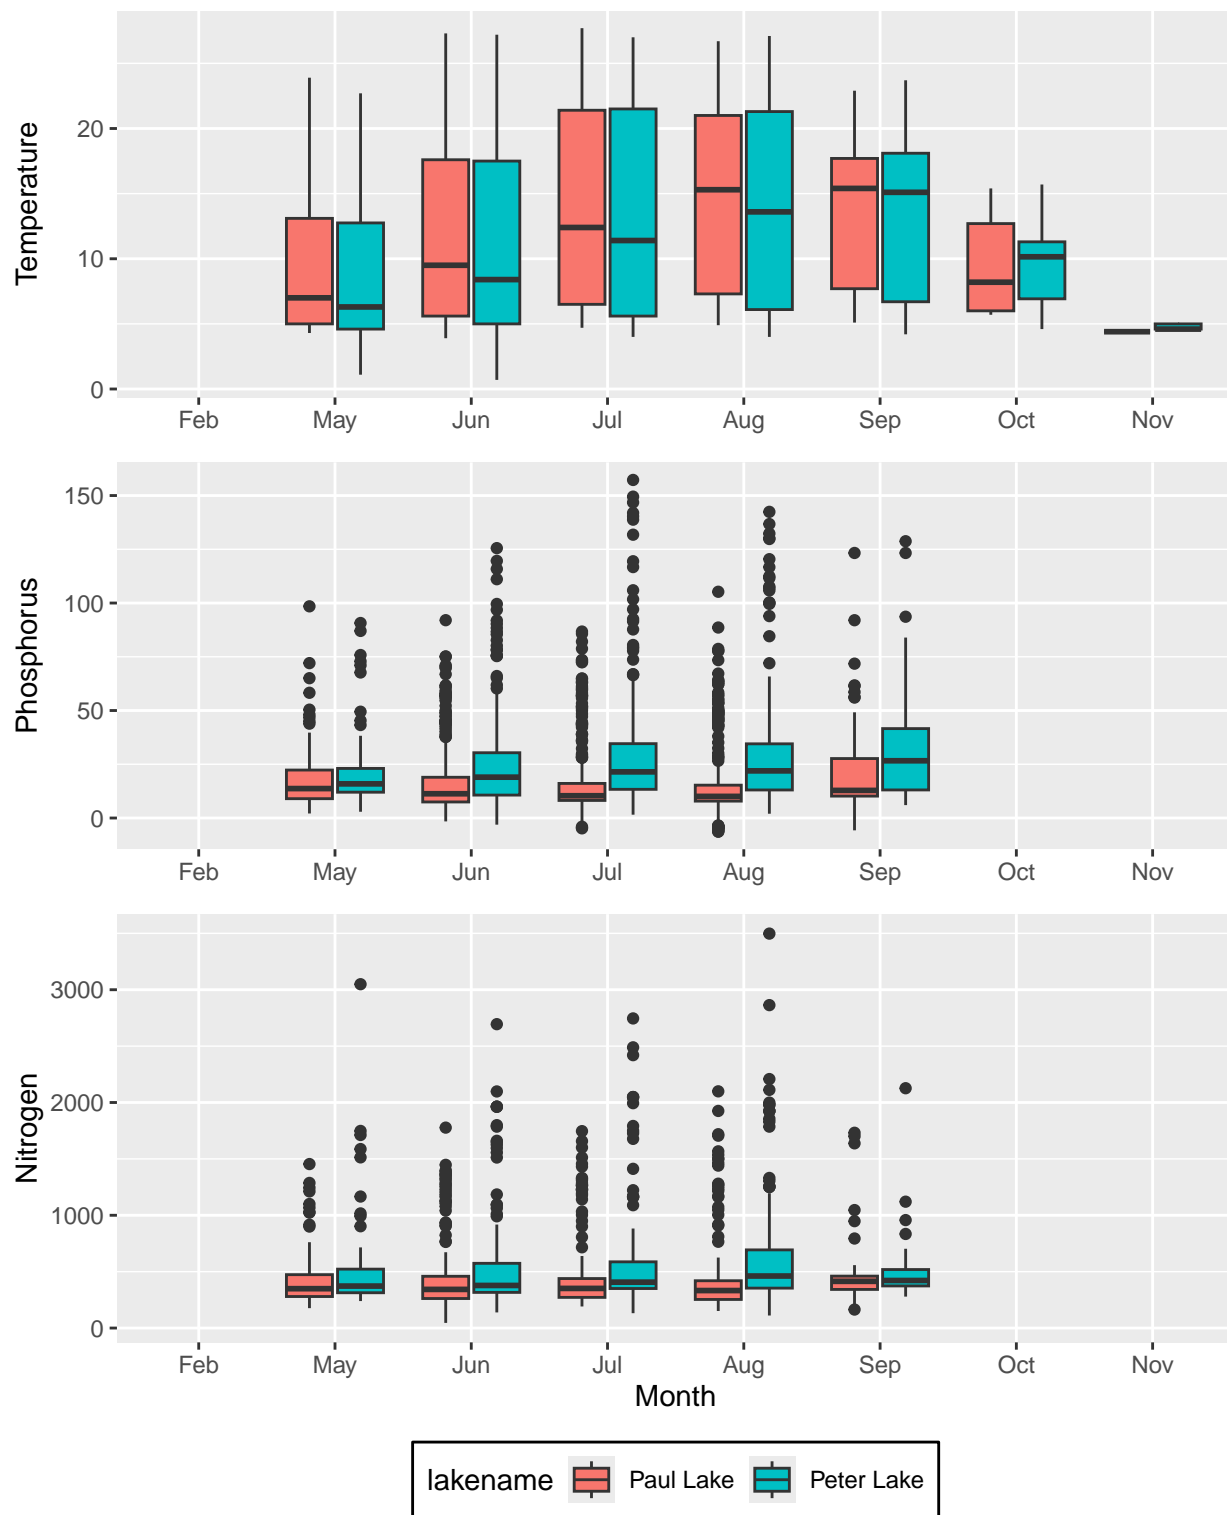 Temperature
20
10
0
Feb May Jun Jul Aug Sep Oct Nov
Phosphorus
150
100
50
0
Feb May Jun Jul Aug Sep Oct Nov
Nitrogen
3000
2000
1000
0
Feb May Jun Jul Aug Sep Oct Nov
Month
lakename Paul Lake Peter Lake